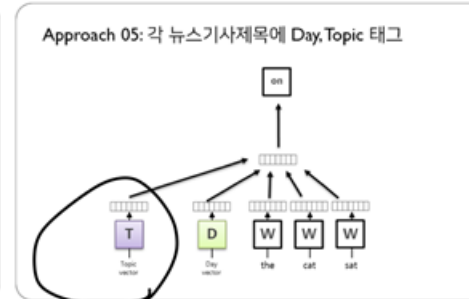 Approach 05: 각 뉴스기사제목에 Day, Topic 태그
on
T D W W W
Topic vector Day vector the cat sat